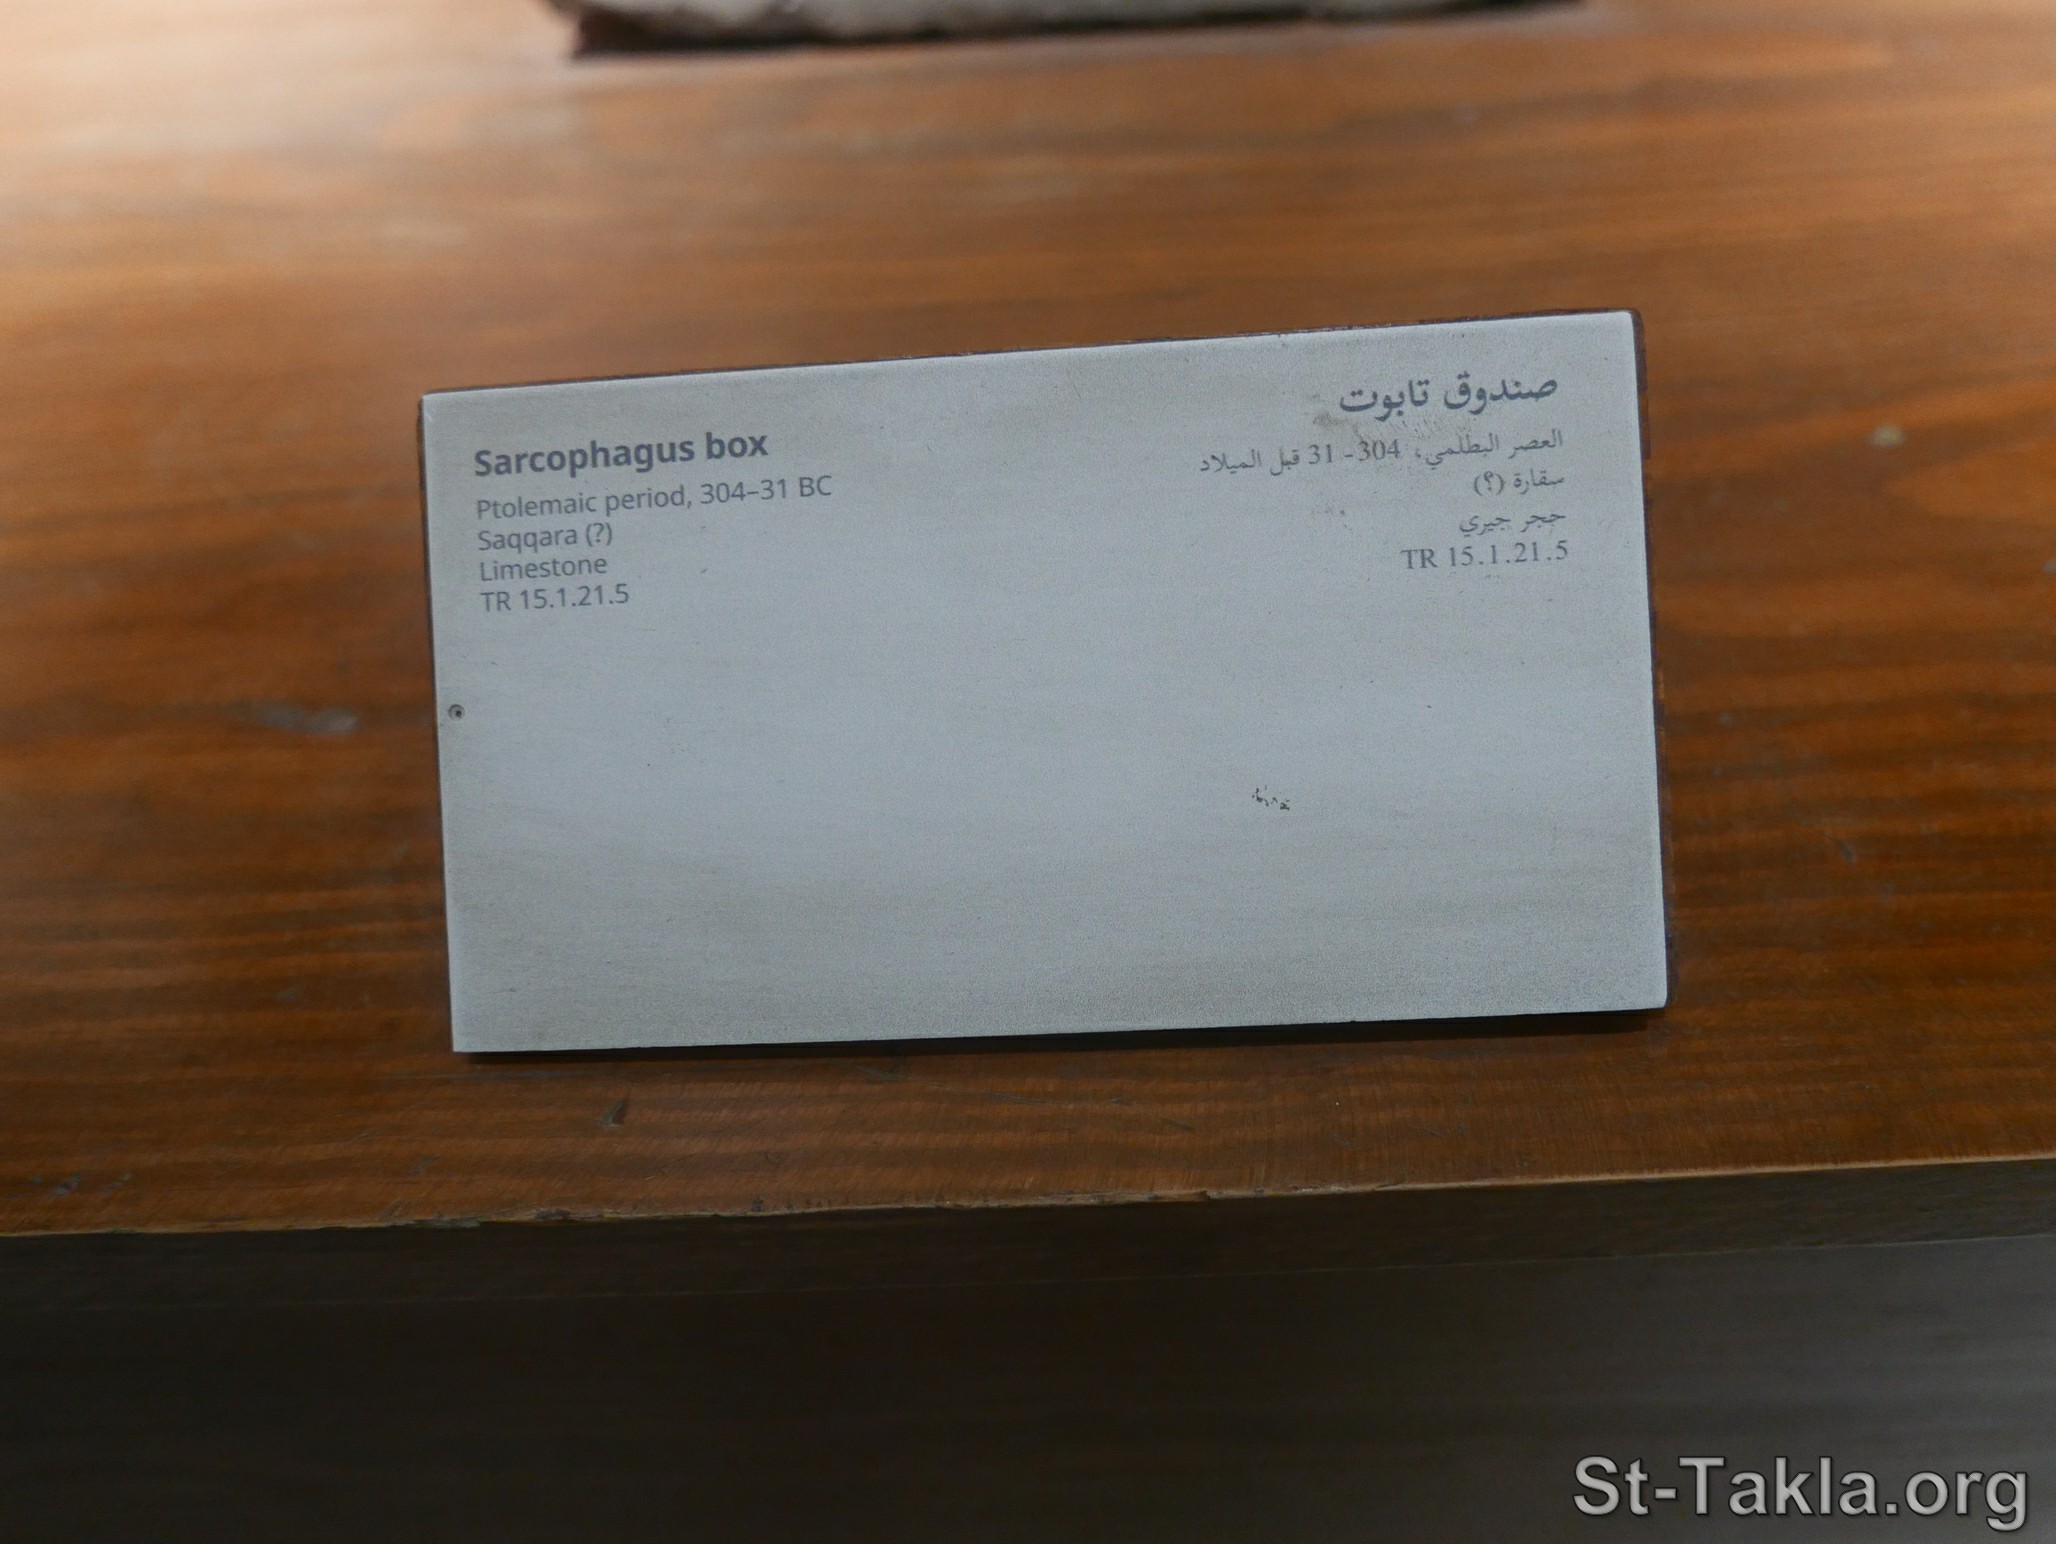 Sarcophagus box
Ptolemaic period, 304–31 BC
Saqqara (?)
Limestone
TR 15.1.21.5
صندوق تابوت
العصر البطلمي، 304- 31 قبل الميلاد
سقارة (؟)
حجر جيري
TR 15.1.21.5
St-Takla.org